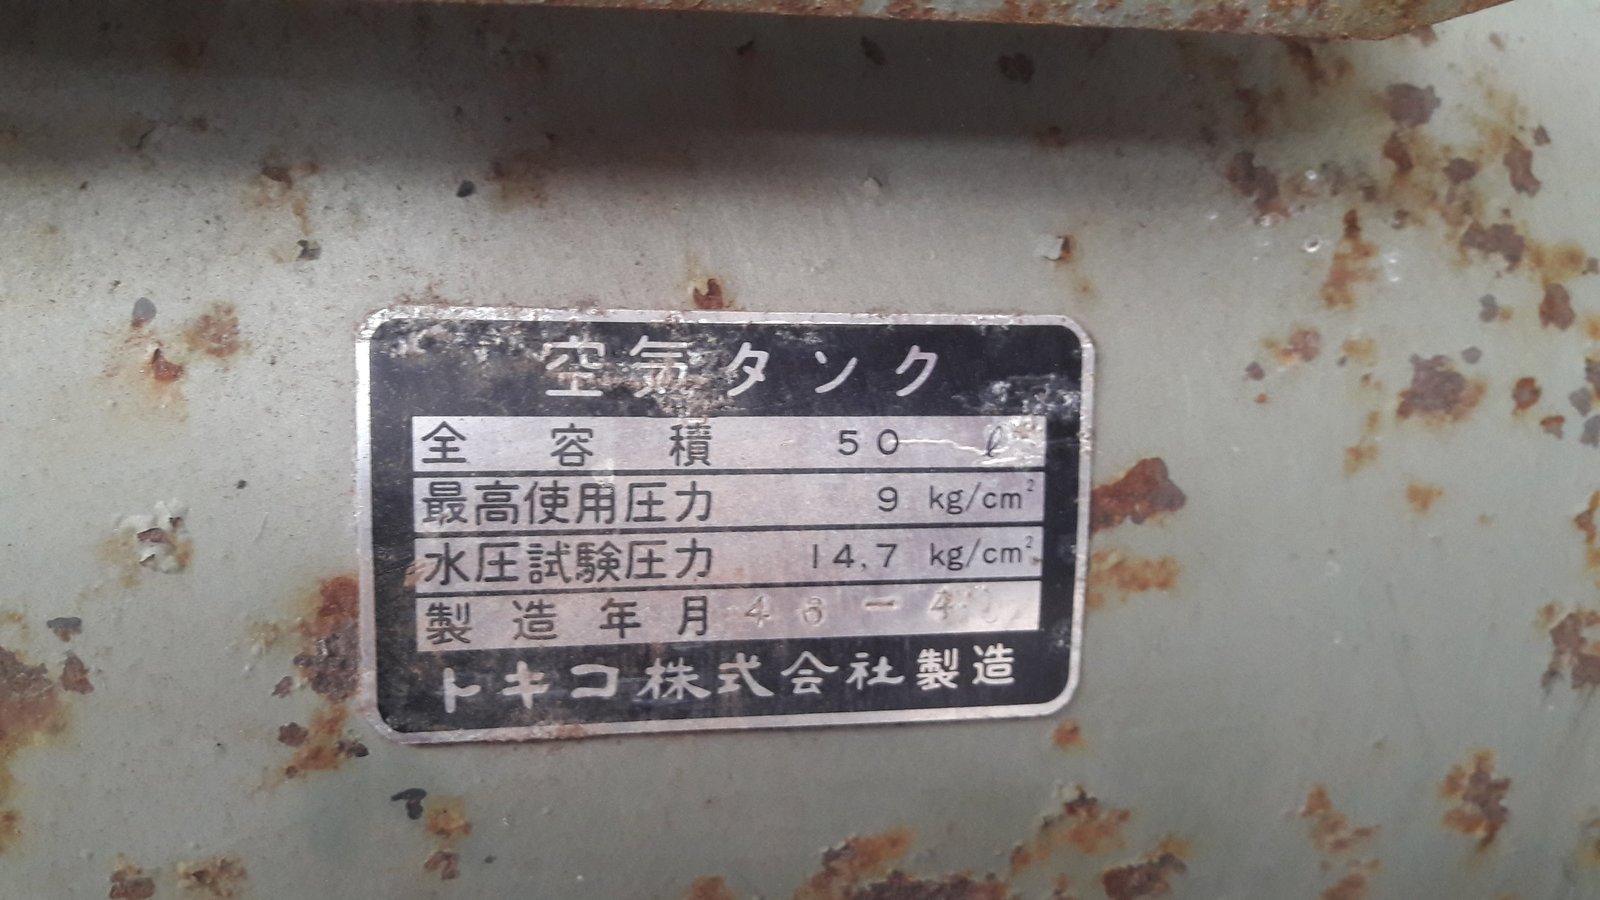 空気タンク
全容積 50 ℓ
最高使用圧力 9 kg/cm²
水圧試験圧力 14.7 kg/cm²
製造年月
トキコ株式会社製造